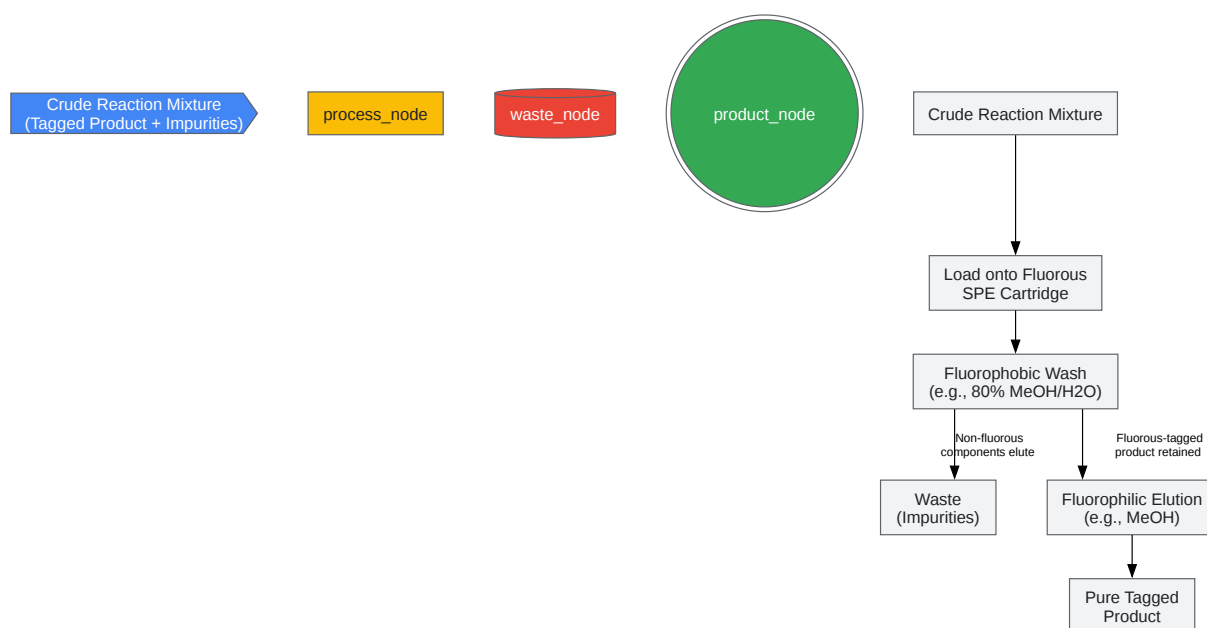 Crude Reaction Mixture
(Tagged Product + Impurities)
process_node
waste_node
product_node
Crude Reaction Mixture
Load onto Fluorous
SPE Cartridge
Fluorophobic Wash
(e.g., 80% MeOH/H2O)
Non-fluorous
components elute
Fluorous-tagged
product retained
Waste
(Impurities)
Fluorophilic Elution
(e.g., MeOH)
Pure Tagged
Product